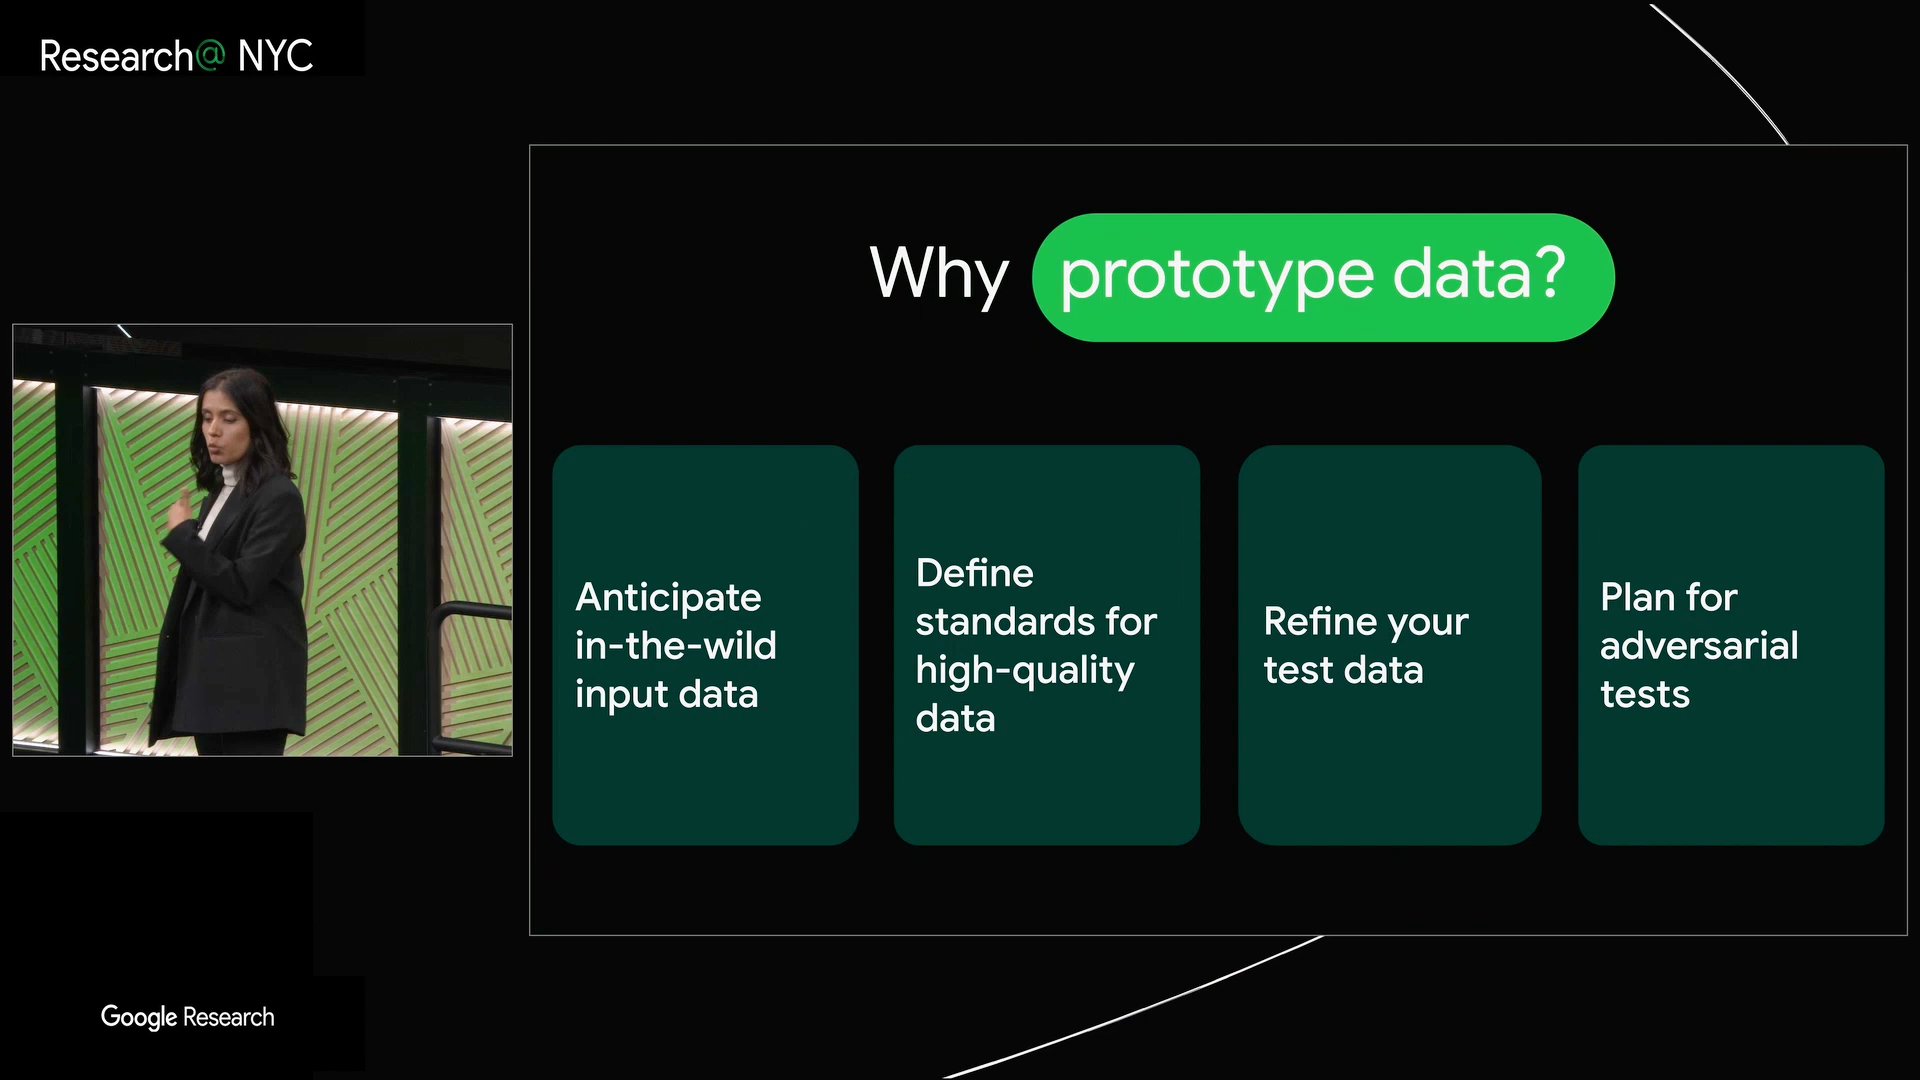 Research@ NYC
Why prototype data?
Anticipate
in-the-wild
input data
Define
standards for
high-quality
data
Refine your
test data
Plan for
adversarial
tests
Google Research